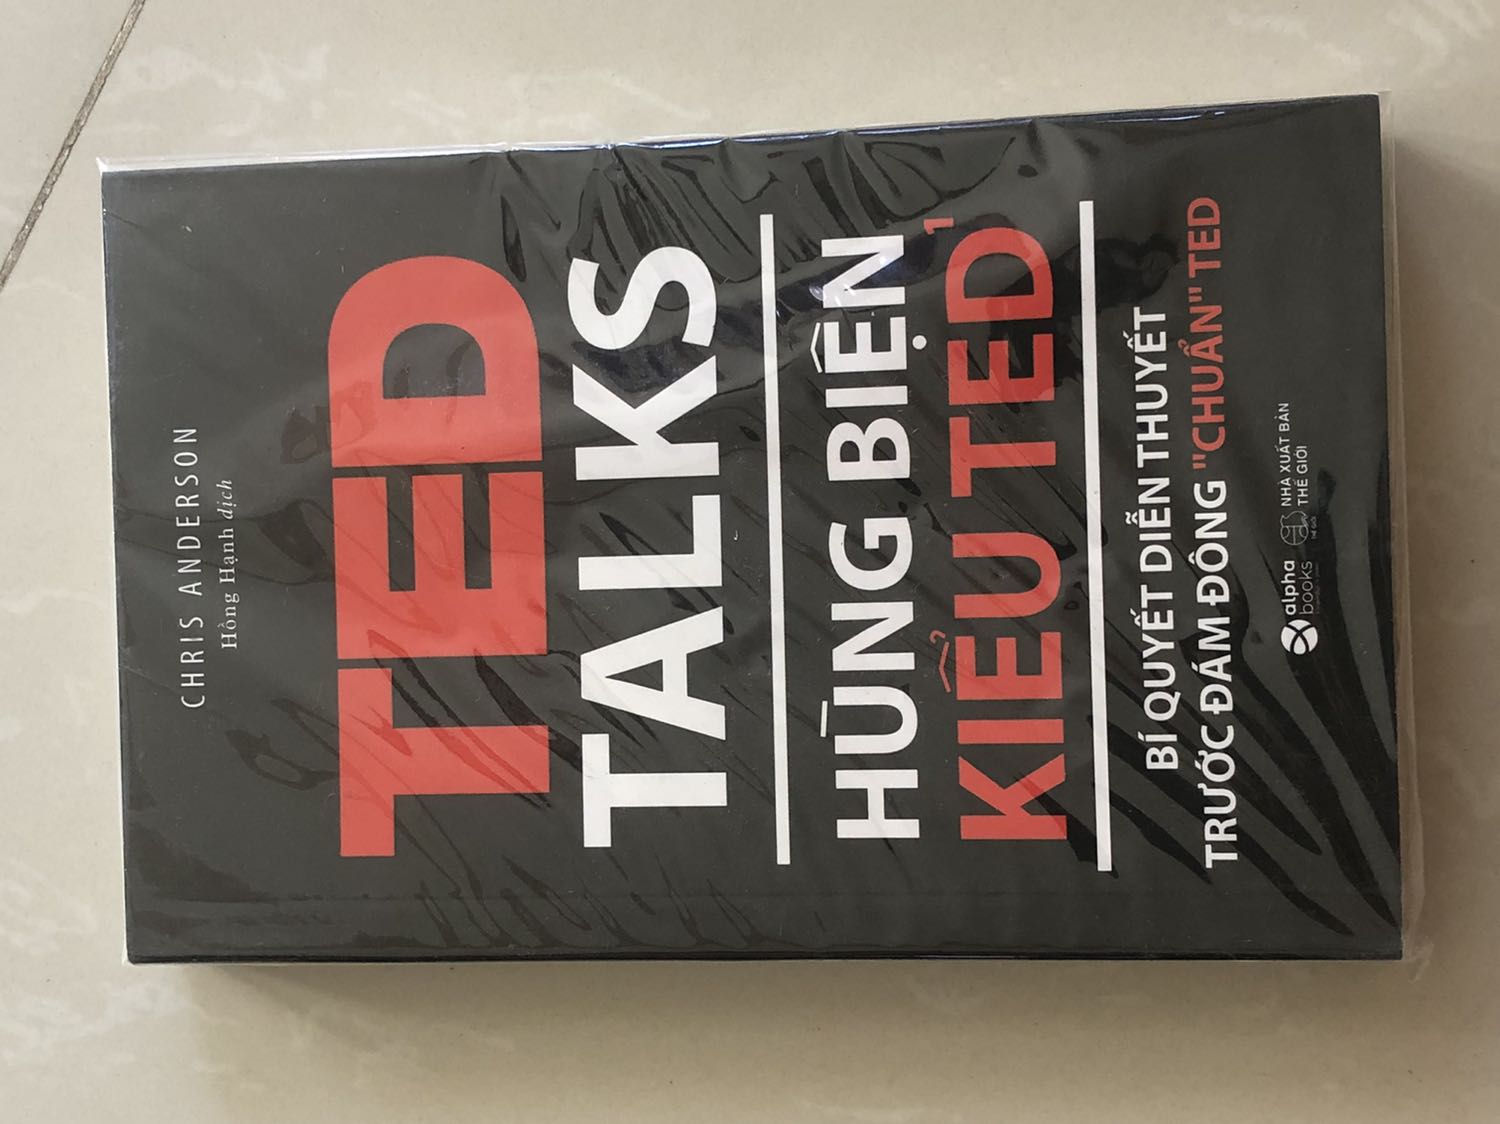 CHRIS ANDERSON
Hồng Hạnh dịch
TED
TALKS
HÙNG BIỆN
KIỂU TED 1
BÍ QUYẾT DIỄN THUYẾT
TRƯỚC ĐÁM ĐÔNG "CHUẨN" TED
alpha books
NHÀ XUẤT BẢN
THẾ GIỚI